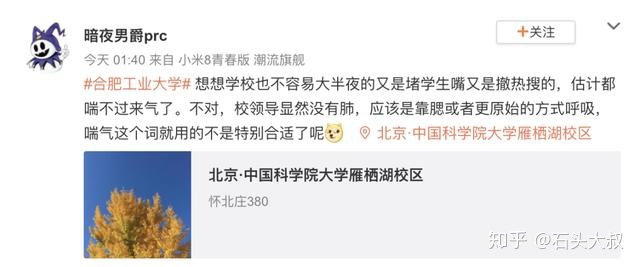 暗夜男爵prc
+关注
今天 01:40 来自 小米8青春版 潮流旗舰
#合肥工业大学# 想想学校也不容易大半夜的又是堵学生嘴又是撤热搜的，估计都
喘不过来气了。不对，校领导显然没有肺，应该是靠腮或者更原始的方式呼吸，
喘气这个词就用的不是特别合适了呢 北京·中国科学院大学雁栖湖校区
北京·中国科学院大学雁栖湖校区
怀北庄380
知乎 @石头大叔